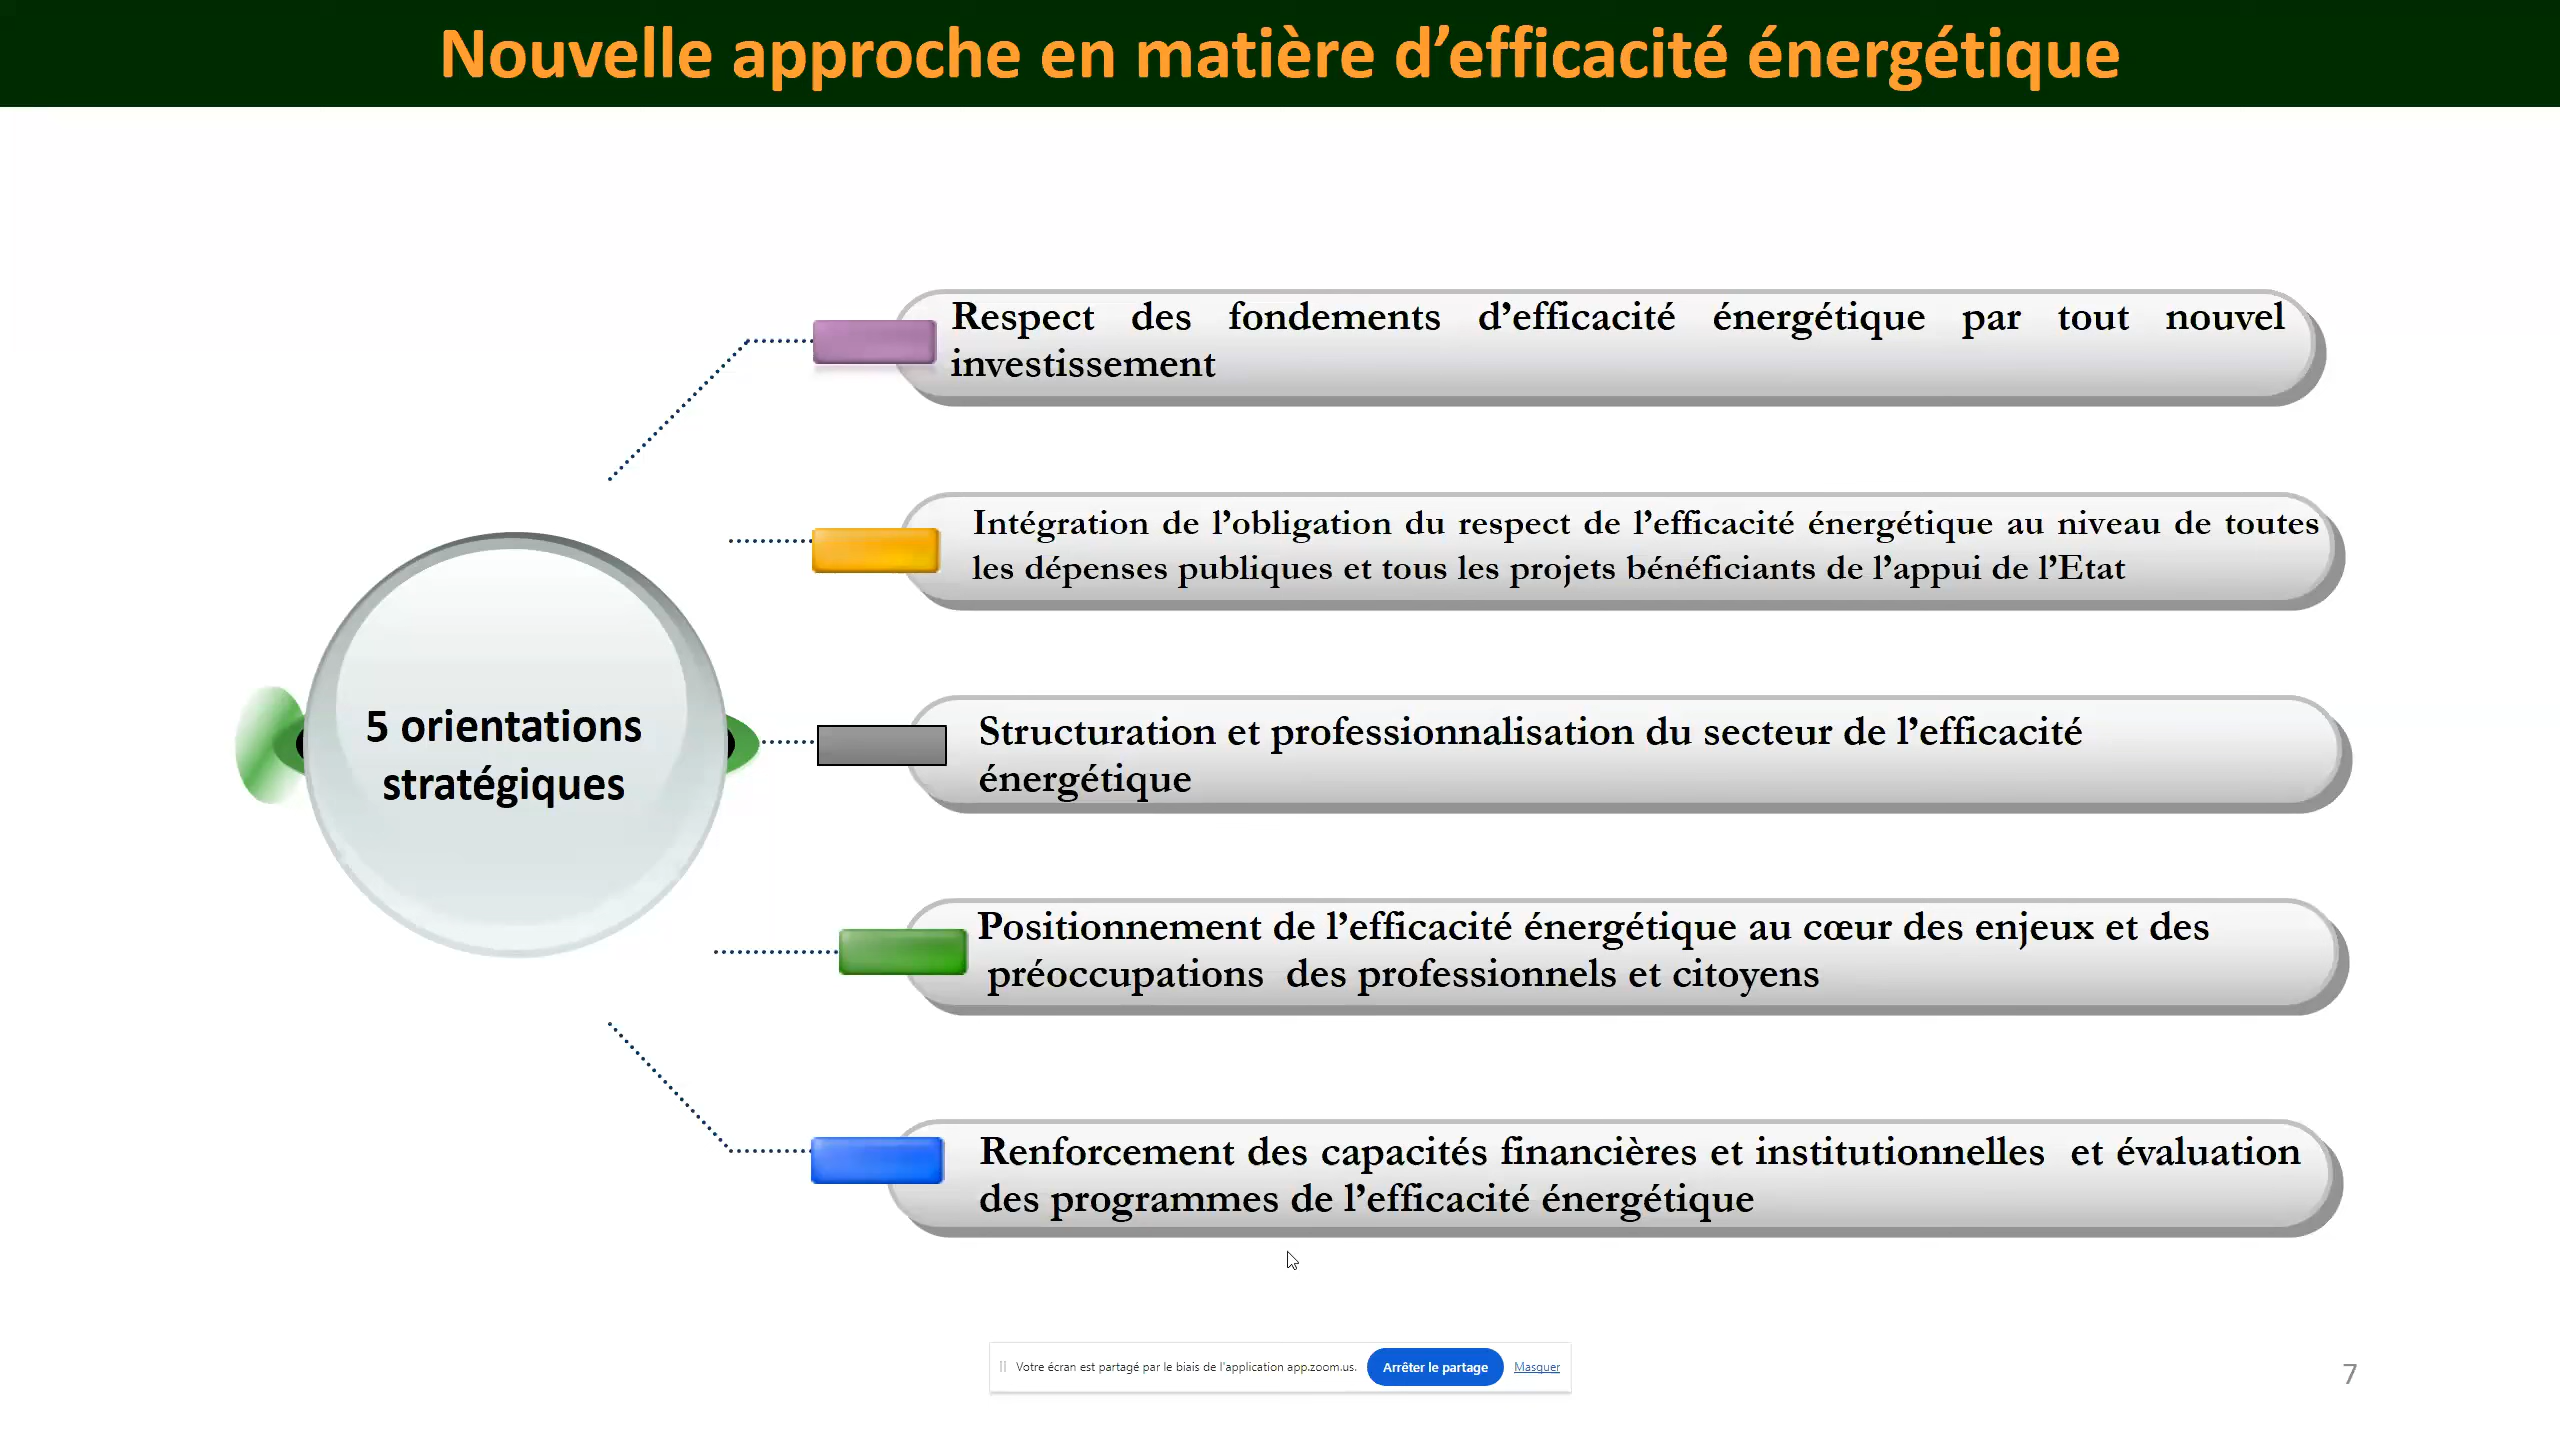 Nouvelle approche en matière d’efficacité énergétique
Respect des fondements d’efficacité énergétique par tout nouvel
investissement
Intégration de l’obligation du respect de l’efficacité énergétique au niveau de toutes
les dépenses publiques et tous les projets bénéficiants de l’appui de l’Etat
5 orientations
stratégiques
Structuration et professionnalisation du secteur de l’efficacité
énergétique
Positionnement de l’efficacité énergétique au cœur des enjeux et des
préoccupations des professionnels et citoyens
Renforcement des capacités financières et institutionnelles et évaluation
des programmes de l’efficacité énergétique
Votre écran est partagé par le biais de l'application app.zoom.us. Arrêter le partage Masquer
7